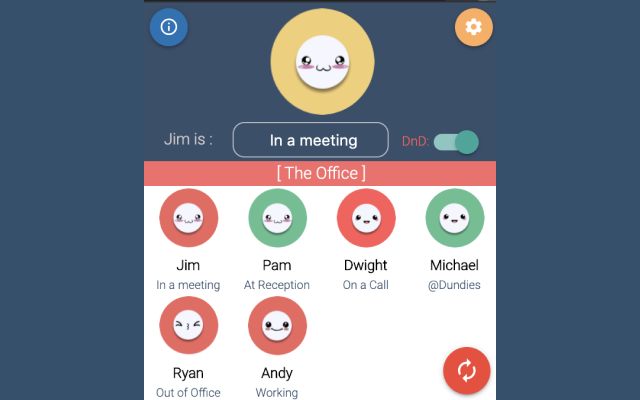 Jim is :
In a meeting
DnD:
[ The Office ]
Jim
Pam
Dwight
Michael
In a meeting
At Reception
On a Call
@Dundies
Ryan
Andy
Out of Office
Working